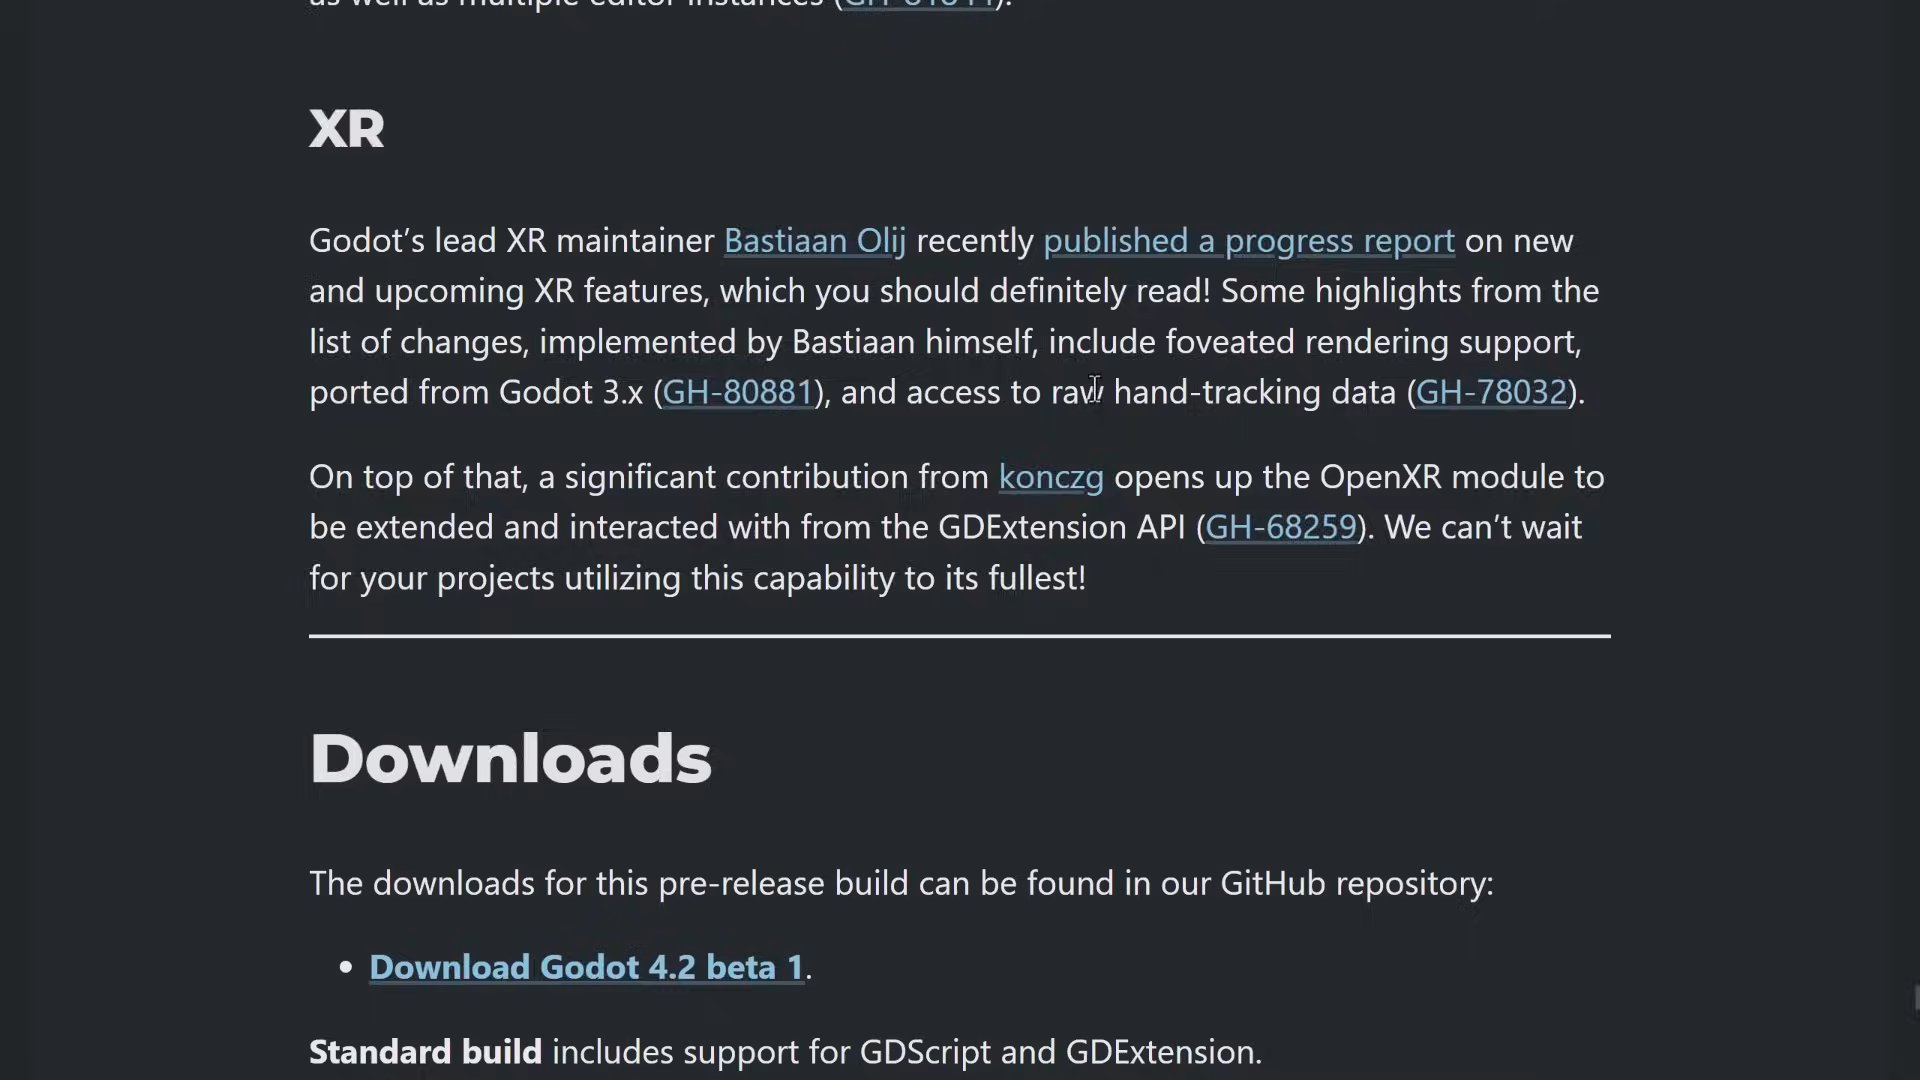 as well as multiple editor instances (
XR
Godot’s lead XR maintainer Bastiaan Olij recently published a progress report on new
and upcoming XR features, which you should definitely read! Some highlights from the
list of changes, implemented by Bastiaan himself, include foveated rendering support,
ported from Godot 3.x (GH-80881), and access to raw hand-tracking data (GH-78032).
On top of that, a significant contribution from konczg opens up the OpenXR module to
be extended and interacted with from the GDExtension API (GH-68259). We can’t wait
for your projects utilizing this capability to its fullest!
Downloads
The downloads for this pre-release build can be found in our GitHub repository:
• Download Godot 4.2 beta 1.
Standard build includes support for GDScript and GDExtension.